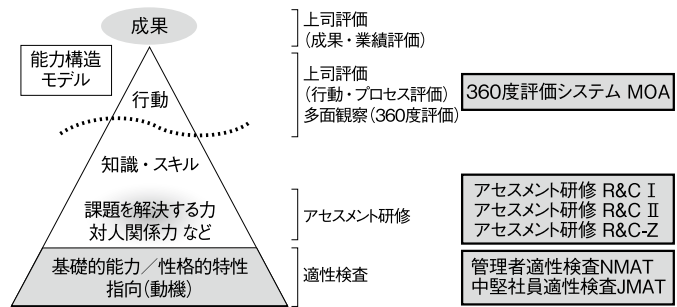 成果
能力構造
モデル
行動
知識・スキル
課題を解決する力
対人関係力 など
基礎的能力／性格的特性
指向(動機)
上司評価
(成果・業績評価)
上司評価
(行動・プロセス評価)
多面観察(360度評価)
アセスメント研修
適性検査
360度評価システム MOA
アセスメント研修 R&C Ⅰ
アセスメント研修 R&C Ⅱ
アセスメント研修 R&C-Z
管理者適性検査NMAT
中堅社員適性検査JMAT